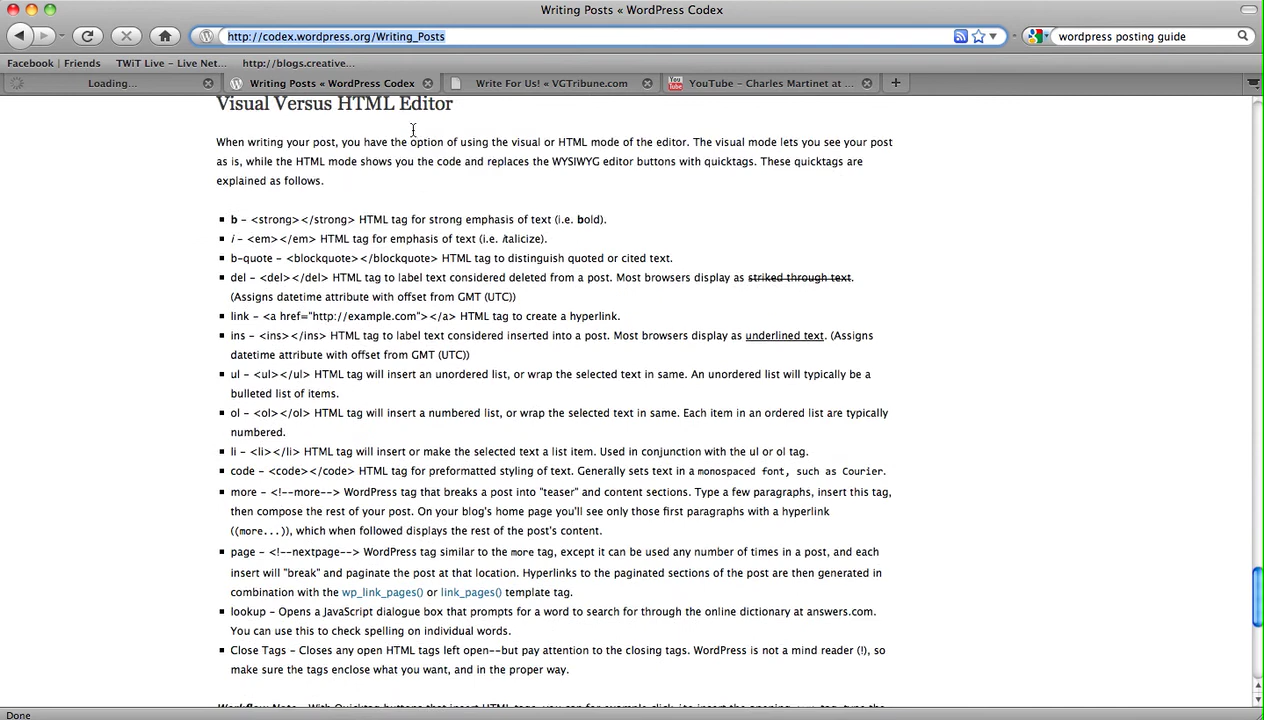 Writing Posts « WordPress Codex
http://codex.wordpress.org/Writing_Posts
wordpress posting guide
Facebook | Friends TWiT Live - Live Net... http://blogs.creative...
Loading... Writing Posts « WordPress Codex Write For Us! « VGTribune.com You Tube YouTube - Charles Martinet at ...
Visual Versus HTML Editor
When writing your post, you have the option of using the visual or HTML mode of the editor. The visual mode lets you see your post
as is, while the HTML mode shows you the code and replaces the WYSIWYG editor buttons with quicktags. These quicktags are
explained as follows.
b - <strong></strong> HTML tag for strong emphasis of text (i.e. bold).
i - <em></em> HTML tag for emphasis of text (i.e. italicize).
b-quote - <blockquote></blockquote> HTML tag to distinguish quoted or cited text.
del - <del></del> HTML tag to label text considered deleted from a post. Most browsers display as striked through text.
(Assigns datetime attribute with offset from GMT (UTC))
link - <a href="http://example.com"></a> HTML tag to create a hyperlink.
ins - <ins></ins> HTML tag to label text considered inserted into a post. Most browsers display as underlined text. (Assigns
datetime attribute with offset from GMT (UTC))
ul - <ul></ul> HTML tag will insert an unordered list, or wrap the selected text in same. An unordered list will typically be a
bulleted list of items.
ol - <ol></ol> HTML tag will insert a numbered list, or wrap the selected text in same. Each item in an ordered list are typically
numbered.
li - <li></li> HTML tag will insert or make the selected text a list item. Used in conjunction with the ul or ol tag.
code - <code></code> HTML tag for preformatted styling of text. Generally sets text in a monospaced font, such as Courier.
more - <!--more--> WordPress tag that breaks a post into "teaser" and content sections. Type a few paragraphs, insert this tag,
then compose the rest of your post. On your blog's home page you'll see only those first paragraphs with a hyperlink
((more...)), which when followed displays the rest of the post's content.
page - <!--nextpage--> WordPress tag similar to the more tag, except it can be used any number of times in a post, and each
insert will "break" and paginate the post at that location. Hyperlinks to the paginated sections of the post are then generated in
combination with the wp_link_pages() or link_pages() template tag.
lookup - Opens a JavaScript dialogue box that prompts for a word to search for through the online dictionary at answers.com.
You can use this to check spelling on individual words.
Close Tags - Closes any open HTML tags left open--but pay attention to the closing tags. WordPress is not a mind reader (!), so
make sure the tags enclose what you want, and in the proper way.
Workflow Note - With Quicktag buttons that insert HTML tags, you can for example click i to insert the opening
Done